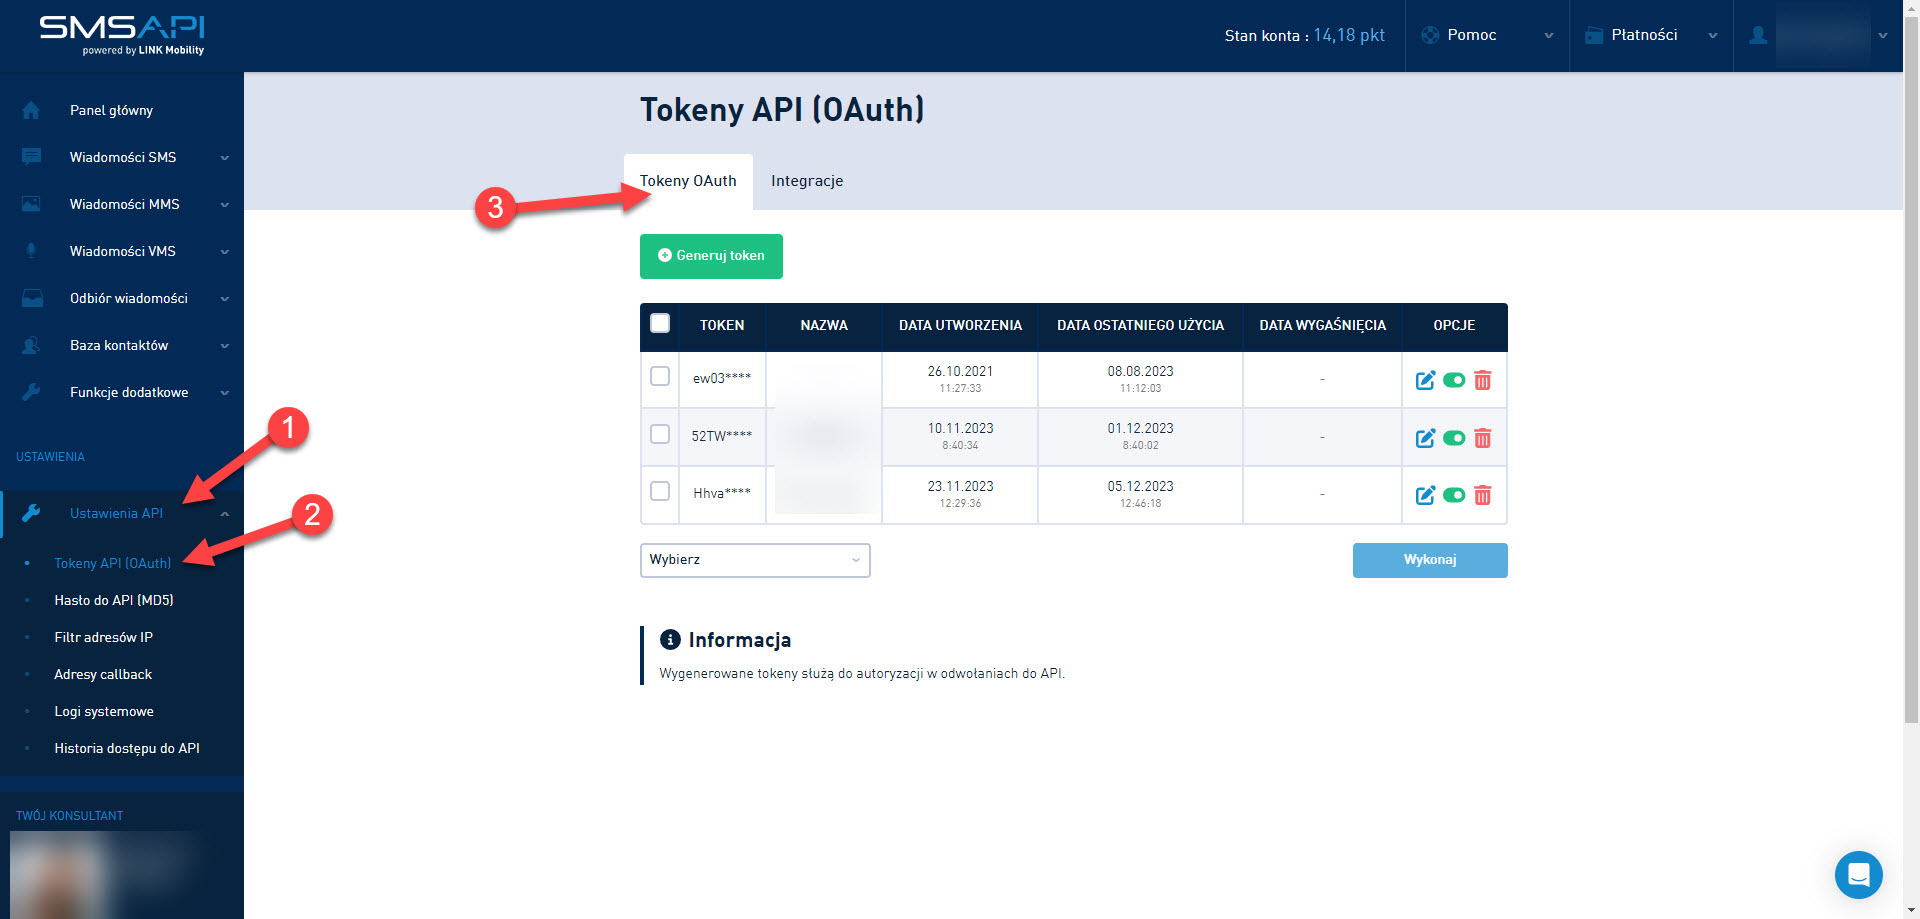 SMSAPI
powered by LINK Mobility
Stan konta : 14,18 pkt
Pomoc
Płatności
Panel główny
Wiadomości SMS
Wiadomości MMS
Wiadomości VMS
Odbiór wiadomości
Baza kontaktów
Funkcje dodatkowe
USTAWIENIA
1
Ustawienia API
2
Tokeny API (OAuth)
Hasło do API (MD5)
Filtr adresów IP
Adresy callback
Logi systemowe
Historia dostępu do API
TWÓJ KONSULTANT
Tokeny API (OAuth)
3
Tokeny OAuth Integracje
Generuj token
TOKEN NAZWA DATA UTWORZENIA DATA OSTATNIEGO UŻYCIA DATA WYGAŚNIĘCIA OPCJE
ew03**** 26.10.2021 08.08.2023 -
11:27:33 11:12:03
52TW**** 10.11.2023 01.12.2023 -
8:40:34 8:40:02
Hhva**** 23.11.2023 05.12.2023 -
12:29:36 12:46:18
Wybierz
Wykonaj
Informacja
Wygenerowane tokeny służą do autoryzacji w odwołaniach do API.